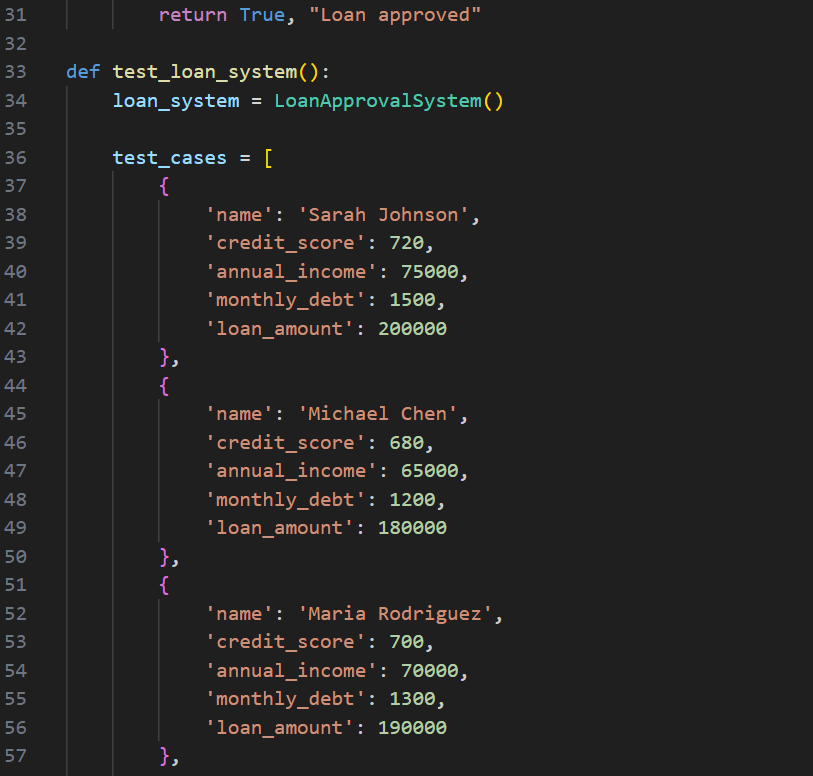 31 return True, "Loan approved"
32
33 def test_loan_system():
34 loan_system = LoanApprovalSystem()
35
36 test_cases = [
37 {
38 'name': 'Sarah Johnson',
39 'credit_score': 720,
40 'annual_income': 75000,
41 'monthly_debt': 1500,
42 'loan_amount': 200000
43 },
44 {
45 'name': 'Michael Chen',
46 'credit_score': 680,
47 'annual_income': 65000,
48 'monthly_debt': 1200,
49 'loan_amount': 180000
50 },
51 {
52 'name': 'Maria Rodriguez',
53 'credit_score': 700,
54 'annual_income': 70000,
55 'monthly_debt': 1300,
56 'loan_amount': 190000
57 },